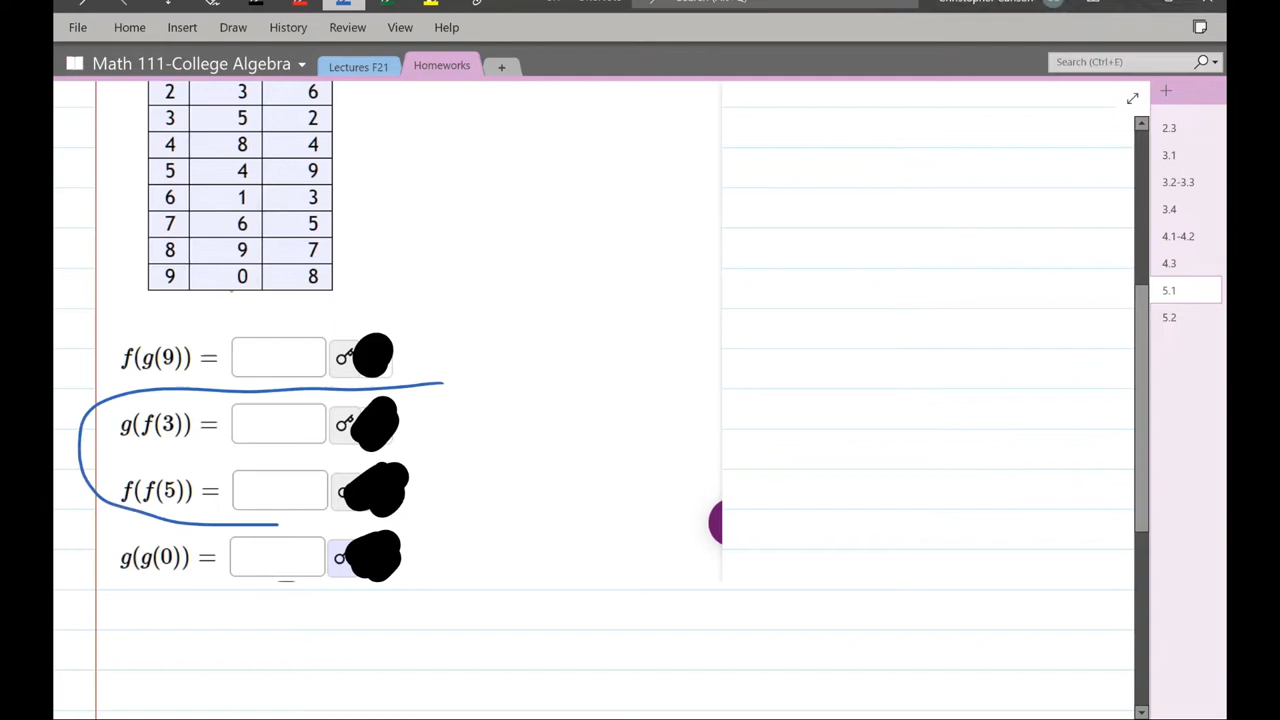 File Home Insert Draw History Review View Help
Math 111-College Algebra Lectures F21 Homeworks + Search (Ctrl+E)
2 3 6
3 5 2
4 8 4
5 4 9
6 1 3
7 6 5
8 9 7
9 0 8
f(g(9)) =
g(f(3)) =
f(f(5)) =
g(g(0)) =
2.3
3.1
3.2-3.3
3.4
4.1-4.2
4.3
5.1
5.2